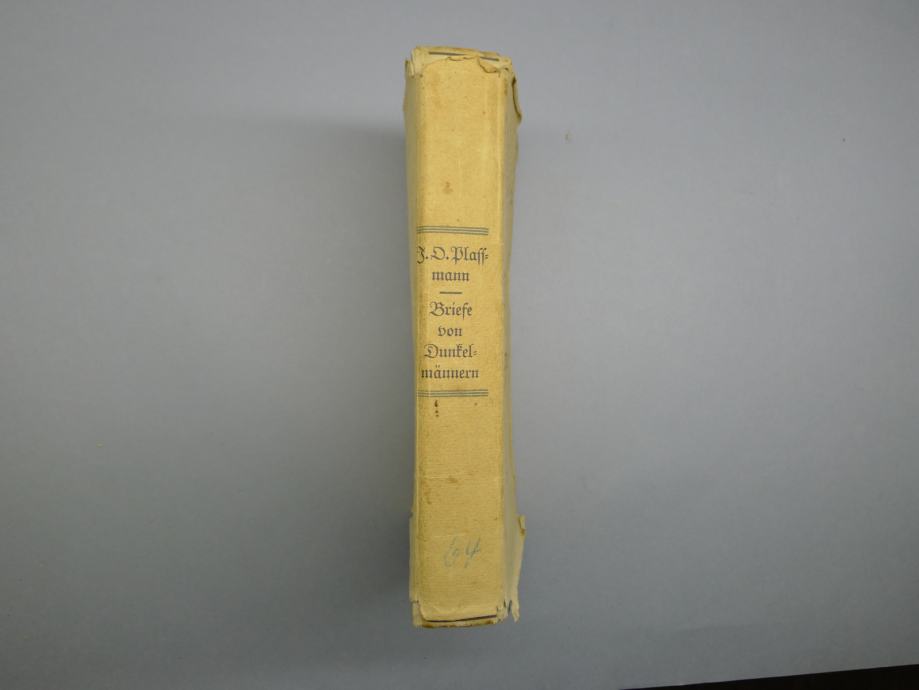 J. O. Plaſſ-
mann
Briefe
von
Dunkel-
männern
64